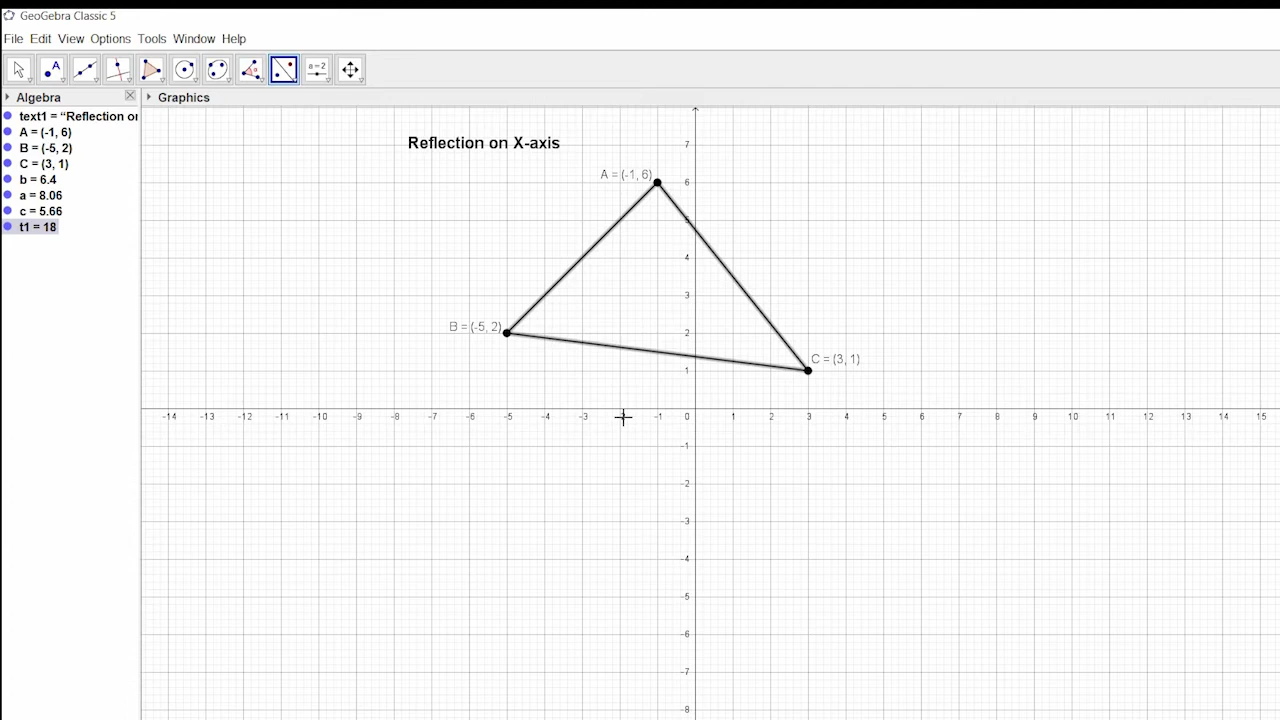 GeoGebra Classic 5
File Edit View Options Tools Window Help
A
a=2
Algebra
Graphics
text1 = “Reflection or
A = (-1, 6)
B = (-5, 2)
C = (3, 1)
b = 6.4
a = 8.06
c = 5.66
t1 = 18
Reflection on X-axis
7
A = (-1, 6)
6
5
4
3
B = (-5, 2)
2
C = (3, 1)
1
-14 -13 -12 -11 -10 -9 -8 -7 -6 -5 -4 -3 -1 0 1 2 3 4 5 6 7 8 9 10 11 12 13 14 15
-1
-2
-3
-4
-5
-6
-7
-8